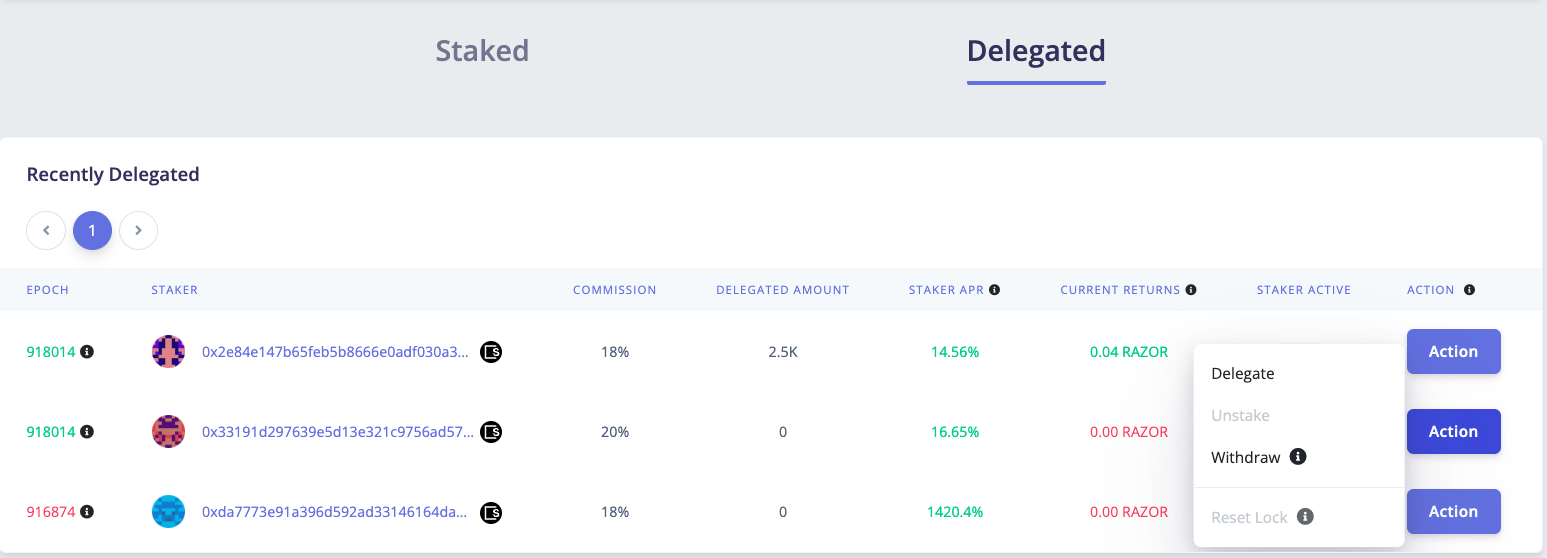 Staked
Delegated
Recently Delegated
1
EPOCH STAKER COMMISSION DELEGATED AMOUNT STAKER APR CURRENT RETURNS STAKER ACTIVE ACTION
918014 0x2e84e147b65feb5b8666e0adf030a3... 18% 2.5K 14.56% 0.04 RAZOR Action
Delegate
Unstake
918014 0x33191d297639e5d13e321c9756ad57... 20% 0 16.65% 0.00 RAZOR Action
Withdraw
916874 0xda7773e91a396d592ad33146164da... 18% 0 1420.4% 0.00 RAZOR Action
Reset Lock